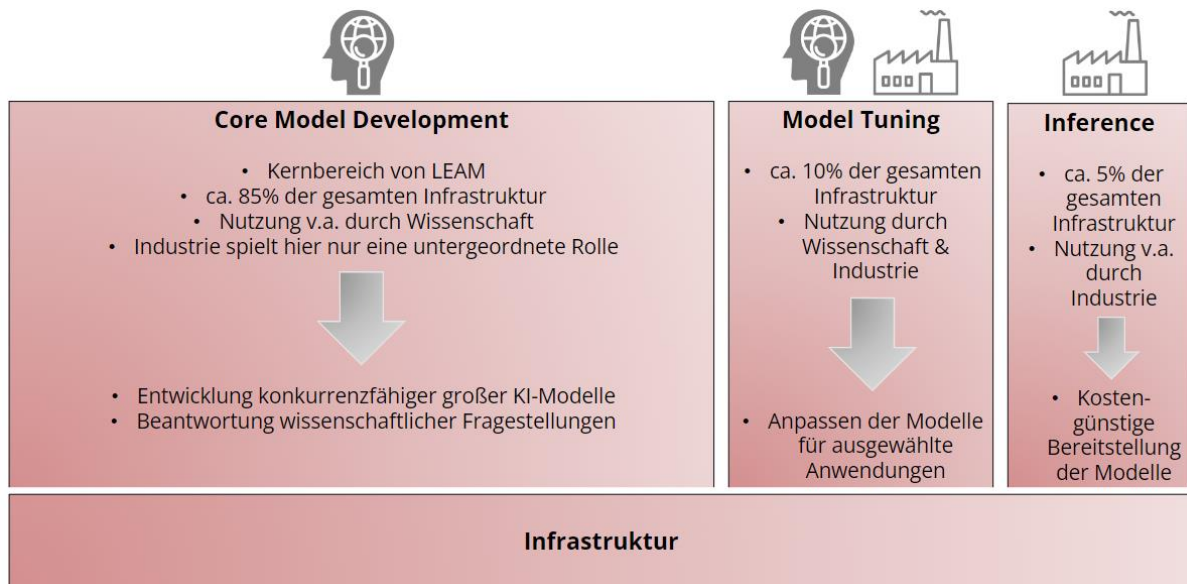 Core Model Development
• Kernbereich von LEAM
• ca. 85% der gesamten Infrastruktur
• Nutzung v.a. durch Wissenschaft
• Industrie spielt hier nur eine untergeordnete Rolle
• Entwicklung konkurrenzfähiger großer KI-Modelle
• Beantwortung wissenschaftlicher Fragestellungen
Model Tuning
• ca. 10% der gesamten
Infrastruktur
• Nutzung durch
Wissenschaft &
Industrie
• Anpassen der Modelle
für ausgewählte
Anwendungen
Inference
• ca. 5% der
gesamten
Infrastruktur
• Nutzung v.a.
durch
Industrie
• Kosten-
günstige
Bereitstellung
der Modelle
Infrastruktur